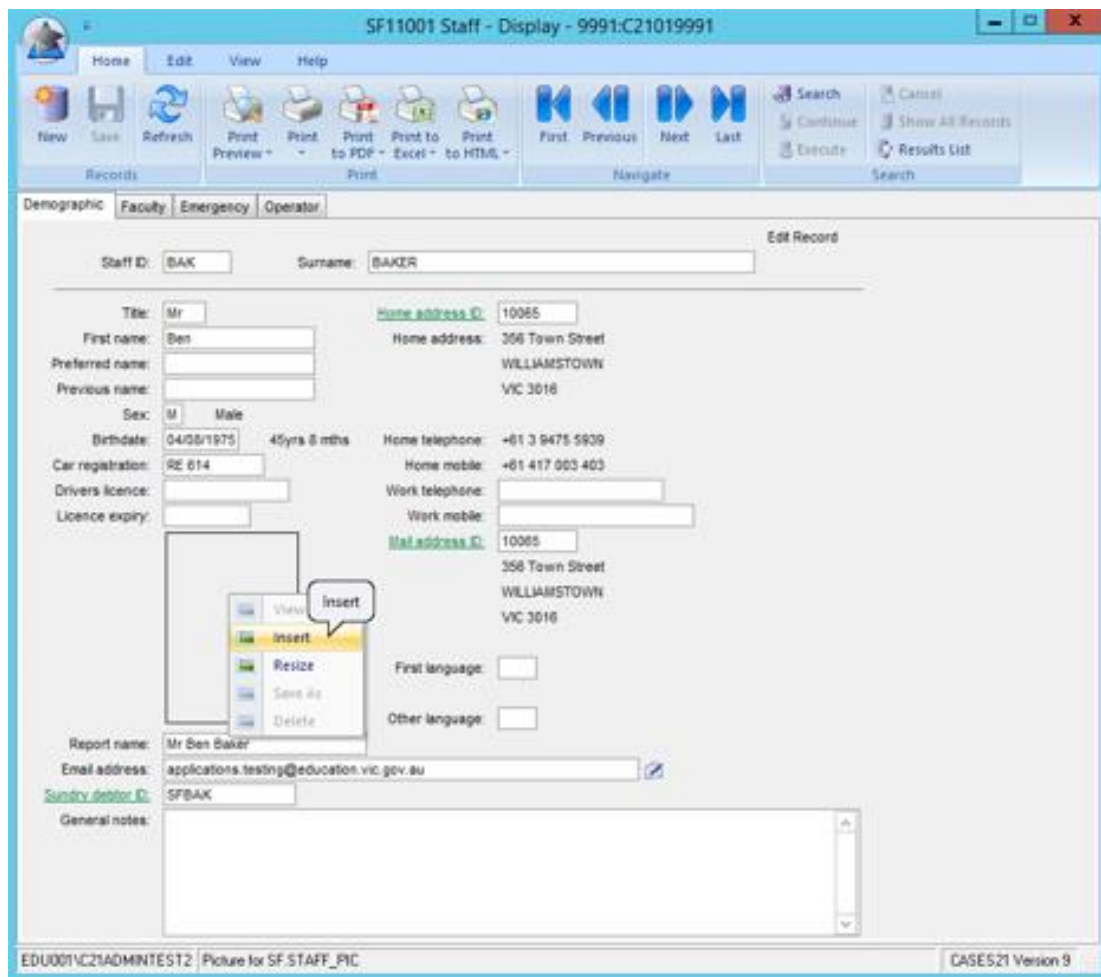 SF11001 Staff - Display - 9991:C21019991
Home Edit View Help
New Save Refresh Print Preview Print Print to PDF Print to Excel Print to HTML First Previous Next Last Search Cancel
Continue Show All Records
Execute Results List
Records Print Navigate Search
Demographic Faculty Emergency Operator
Edit Record
Staff ID: BAK Surname: BAKER
Title: Mr Home address ID: 10065
First name: Ben Home address: 356 Town Street
Preferred name: WILLIAMSTOWN
Previous name: VIC 3016
Sex: M Male
Birthdate: 04/08/1975 45yrs 8 mths Home telephone: +61 3 9475 5939
Car registration: RE 614 Home mobile: +61 417 003 403
Drivers licence: Work telephone:
Licence expiry: Work mobile:
Mail address ID: 10065
356 Town Street
View Insert WILLIAMSTOWN
VIC 3016
Insert
Resize First language:
Save As
Delete Other language:
Report name: Mr Ben Baker
Email address: applications.testing@education.vic.gov.au
Sundry debtor ID: SFBAK
General notes:
EDU001\C21ADMINTEST2 Picture for SF.STAFF_PIC CASES21 Version 9